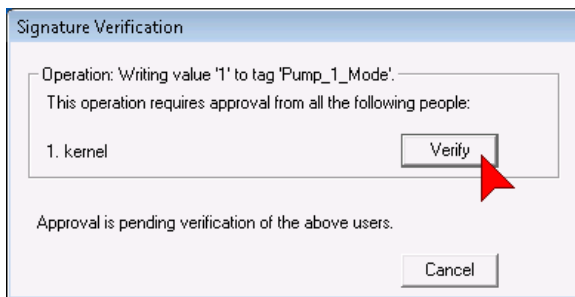 Signature Verification
Operation: Writing value '1' to tag 'Pump_1_Mode'.
This operation requires approval from all the following people:
1. kernel
Verify
Approval is pending verification of the above users.
Cancel